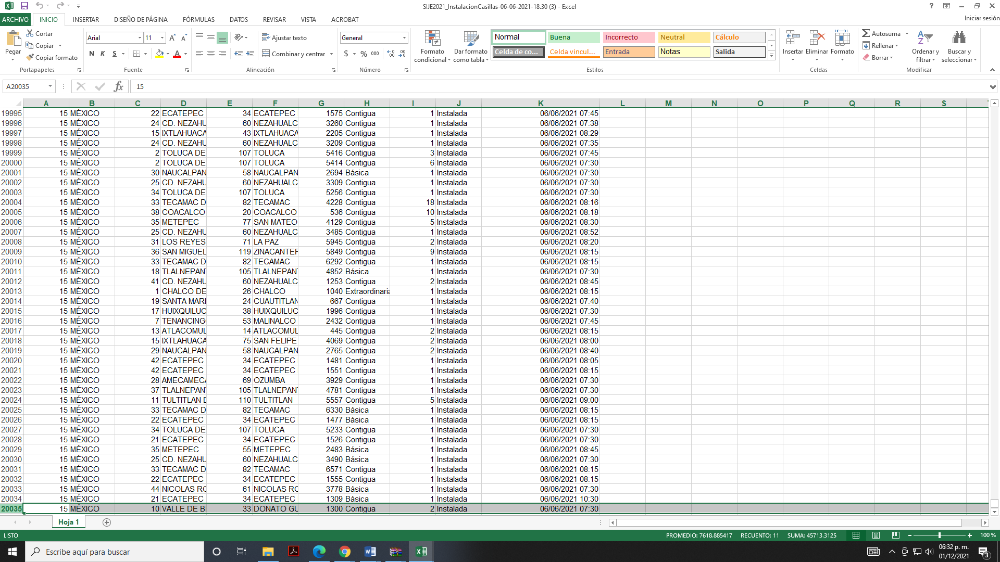 SIJE2021_InstalacionCasillas-06-06-2021-18.30 (3) - Excel
ARCHIVO INICIO INSERTAR DISEÑO DE PÁGINA FÓRMULAS DATOS REVISAR VISTA ACROBAT Iniciar sesión
Pegar
Cortar
Copiar
Copiar formato
Portapapeles
Arial 11
N K S
Fuente
Ajustar texto
Combinar y centrar
Alineación
General
$ % 000
Número
Formato condicional
Dar formato como tabla
Normal Buena Incorrecto Neutral Cálculo
Celda de co... Celda vincul... Entrada Notas Salida
Estilos
Insertar Eliminar Formato
Celdas
Autosuma
Rellenar
Borrar
Ordenar y filtrar
Buscar y seleccionar
Modificar
A20035 fx 15
A B C D E F G H I J K L M N O P Q R S
19995 15 MÉXICO 22 ECATEPEC 34 ECATEPEC 1575 Contigua 1 Instalada 06/06/2021 07:45
19996 15 MÉXICO 24 CD. NEZAHU 60 NEZAHUALC 3260 Contigua 1 Instalada 06/06/2021 07:38
19997 15 MÉXICO 15 IXTLAHUACA 43 IXTLAHUACA 2205 Contigua 1 Instalada 06/06/2021 08:29
19998 15 MÉXICO 24 CD. NEZAHU 60 NEZAHUALC 3209 Contigua 1 Instalada 06/06/2021 07:35
19999 15 MÉXICO 2 TOLUCA DE 107 TOLUCA 5416 Contigua 3 Instalada 06/06/2021 07:45
20000 15 MÉXICO 2 TOLUCA DE 107 TOLUCA 5414 Contigua 6 Instalada 06/06/2021 07:30
20001 15 MÉXICO 30 NAUCALPAN 58 NAUCALPAN 2694 Básica 1 Instalada 06/06/2021 07:30
20002 15 MÉXICO 25 CD. NEZAHU 60 NEZAHUALC 3309 Contigua 1 Instalada 06/06/2021 07:30
20003 15 MÉXICO 34 TOLUCA DE 107 TOLUCA 5256 Contigua 1 Instalada 06/06/2021 07:30
20004 15 MÉXICO 33 TECAMAC D 82 TECAMAC 4228 Contigua 18 Instalada 06/06/2021 08:16
20005 15 MÉXICO 38 COACALCO 20 COACALCO 536 Contigua 10 Instalada 06/06/2021 08:18
20006 15 MÉXICO 35 METEPEC 77 SAN MATEO 4129 Contigua 5 Instalada 06/06/2021 08:30
20007 15 MÉXICO 25 CD. NEZAHU 60 NEZAHUALC 3485 Contigua 1 Instalada 06/06/2021 08:52
20008 15 MÉXICO 31 LOS REYES 71 LA PAZ 5945 Contigua 2 Instalada 06/06/2021 08:20
20009 15 MÉXICO 36 SAN MIGUEL 119 ZINACANTEP 5849 Contigua 9 Instalada 06/06/2021 08:15
20010 15 MÉXICO 33 TECAMAC D 82 TECAMAC 6292 Contigua 1 Instalada 06/06/2021 08:15
20011 15 MÉXICO 18 TLALNEPANT 105 TLALNEPANT 4852 Básica 1 Instalada 06/06/2021 07:30
20012 15 MÉXICO 41 CD. NEZAHU 60 NEZAHUALC 1253 Contigua 2 Instalada 06/06/2021 08:45
20013 15 MÉXICO 1 CHALCO DE 26 CHALCO 1040 Extraordinaria 1 Instalada 06/06/2021 08:15
20014 15 MÉXICO 19 SANTA MARI 24 CUAUTITLAN 667 Contigua 1 Instalada 06/06/2021 07:40
20015 15 MÉXICO 17 HUIXQUILUC 38 HUIXQUILUC 1996 Contigua 1 Instalada 06/06/2021 07:30
20016 15 MÉXICO 7 TENANCINGO 53 MALINALCO 2432 Contigua 1 Instalada 06/06/2021 07:45
20017 15 MÉXICO 13 ATLACOMUL 14 ATLACOMUL 445 Contigua 2 Instalada 06/06/2021 08:15
20018 15 MÉXICO 15 IXTLAHUACA 75 SAN FELIPE 4069 Contigua 2 Instalada 06/06/2021 08:00
20019 15 MÉXICO 29 NAUCALPAN 58 NAUCALPAN 2765 Contigua 2 Instalada 06/06/2021 08:40
20020 15 MÉXICO 42 ECATEPEC 34 ECATEPEC 1481 Contigua 1 Instalada 06/06/2021 08:05
20021 15 MÉXICO 42 ECATEPEC 34 ECATEPEC 1551 Contigua 1 Instalada 06/06/2021 08:15
20022 15 MÉXICO 28 AMECAMECA 69 OZUMBA 3929 Contigua 1 Instalada 06/06/2021 07:30
20023 15 MÉXICO 37 TLALNEPANT 105 TLALNEPANT 4781 Contigua 1 Instalada 06/06/2021 07:30
20024 15 MÉXICO 11 TULTITLAN D 110 TULTITLAN 5557 Contigua 5 Instalada 06/06/2021 09:00
20025 15 MÉXICO 33 TECAMAC D 82 TECAMAC 6330 Básica 1 Instalada 06/06/2021 08:15
20026 15 MÉXICO 22 ECATEPEC 34 ECATEPEC 1477 Básica 1 Instalada 06/06/2021 08:15
20027 15 MÉXICO 34 TOLUCA DE 107 TOLUCA 5233 Contigua 1 Instalada 06/06/2021 07:30
20028 15 MÉXICO 21 ECATEPEC 34 ECATEPEC 1526 Contigua 1 Instalada 06/06/2021 07:30
20029 15 MÉXICO 35 METEPEC 55 METEPEC 2483 Básica 1 Instalada 06/06/2021 08:45
20030 15 MÉXICO 25 CD. NEZAHU 60 NEZAHUALC 3490 Básica 1 Instalada 06/06/2021 07:30
20031 15 MÉXICO 33 TECAMAC D 82 TECAMAC 6571 Contigua 1 Instalada 06/06/2021 08:15
20032 15 MÉXICO 22 ECATEPEC 34 ECATEPEC 1555 Contigua 1 Instalada 06/06/2021 08:15
20033 15 MÉXICO 44 NICOLAS RO 61 NICOLAS RO 3778 Básica 1 Instalada 06/06/2021 07:30
20034 15 MÉXICO 21 ECATEPEC 34 ECATEPEC 1309 Básica 1 Instalada 06/06/2021 10:30
20035 15 MÉXICO 10 VALLE DE BR 33 DONATO GU 1300 Contigua 2 Instalada 06/06/2021 07:30
Hoja 1
LISTO PROMEDIO: 7618.885417 RECUENTO: 11 SUMA: 45713.3125 100 %
Escribe aquí para buscar
06:32 p. m.
01/12/2021
3